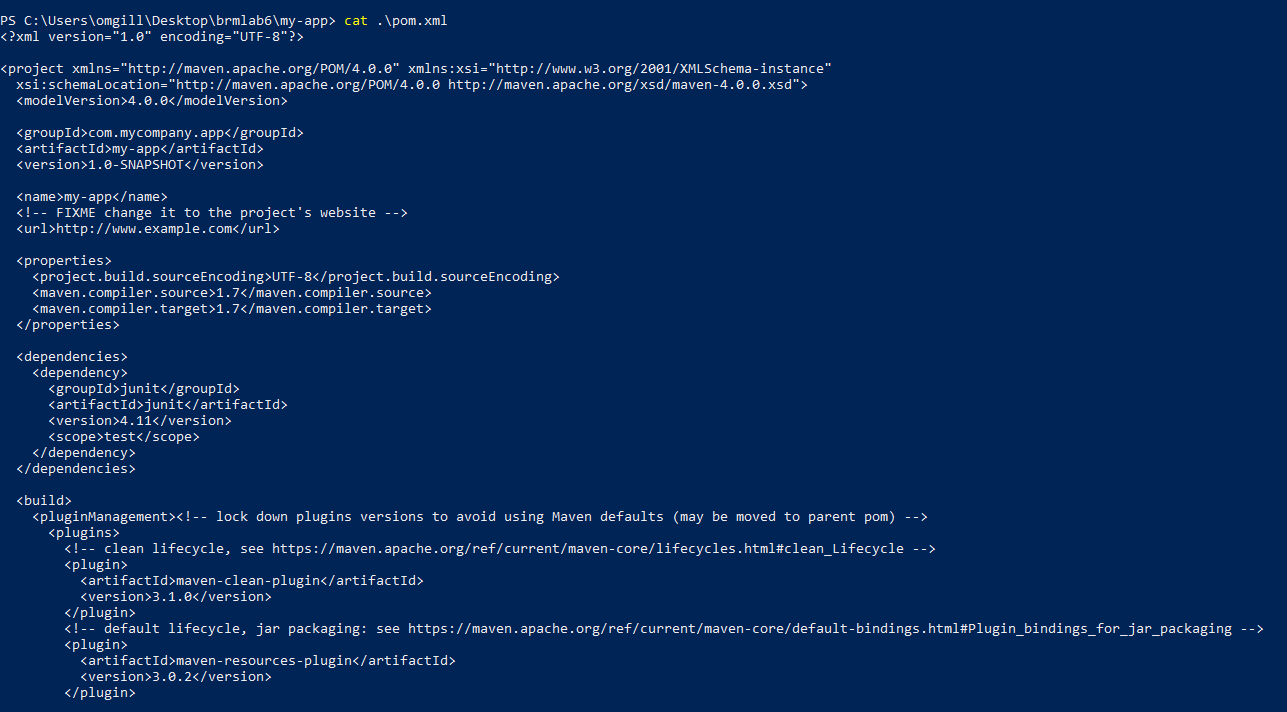 PS C:\Users\omgill\Desktop\brmlab6\my-app> cat .\pom.xml
<?xml version="1.0" encoding="UTF-8"?>
<project xmlns="http://maven.apache.org/POM/4.0.0" xmlns:xsi="http://www.w3.org/2001/XMLSchema-instance"
  xsi:schemaLocation="http://maven.apache.org/POM/4.0.0 http://maven.apache.org/xsd/maven-4.0.0.xsd">
  <modelVersion>4.0.0</modelVersion>
  <groupId>com.mycompany.app</groupId>
  <artifactId>my-app</artifactId>
  <version>1.0-SNAPSHOT</version>
  <name>my-app</name>
  <!-- FIXME change it to the project's website -->
  <url>http://www.example.com</url>
  <properties>
    <project.build.sourceEncoding>UTF-8</project.build.sourceEncoding>
    <maven.compiler.source>1.7</maven.compiler.source>
    <maven.compiler.target>1.7</maven.compiler.target>
  </properties>
  <dependencies>
    <dependency>
      <groupId>junit</groupId>
      <artifactId>junit</artifactId>
      <version>4.11</version>
      <scope>test</scope>
    </dependency>
  </dependencies>
  <build>
    <pluginManagement><!-- lock down plugins versions to avoid using Maven defaults (may be moved to parent pom) -->
      <plugins>
        <!-- clean lifecycle, see https://maven.apache.org/ref/current/maven-core/lifecycles.html#clean_Lifecycle -->
        <plugin>
          <artifactId>maven-clean-plugin</artifactId>
          <version>3.1.0</version>
        </plugin>
        <!-- default lifecycle, jar packaging: see https://maven.apache.org/ref/current/maven-core/default-bindings.html#Plugin_bindings_for_jar_packaging -->
        <plugin>
          <artifactId>maven-resources-plugin</artifactId>
          <version>3.0.2</version>
        </plugin>